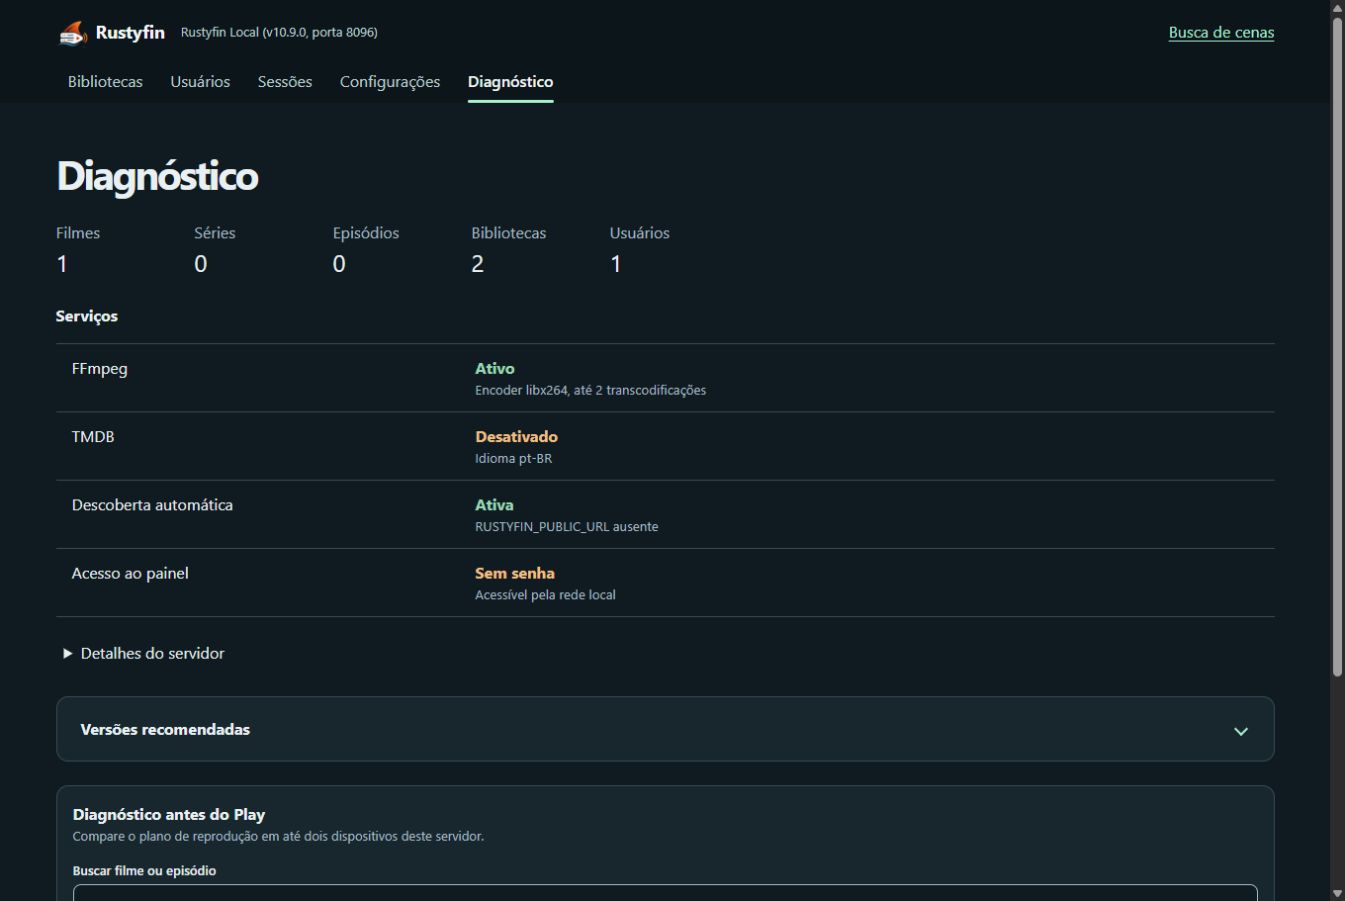 Rustyfin
Rustyfin Local (v10.9.0, porta 8096)
Busca de cenas
Bibliotecas
Usuários
Sessões
Configurações
Diagnóstico
Diagnóstico
Filmes
1
Séries
0
Episódios
0
Bibliotecas
2
Usuários
1
Serviços
FFmpeg
Ativo
Encoder libx264, até 2 transcodificações
TMDB
Desativado
Idioma pt-BR
Descoberta automática
Ativa
RUSTYFIN_PUBLIC_URL ausente
Acesso ao painel
Sem senha
Acessível pela rede local
Detalhes do servidor
Versões recomendadas
Diagnóstico antes do Play
Compare o plano de reprodução em até dois dispositivos deste servidor.
Buscar filme ou episódio